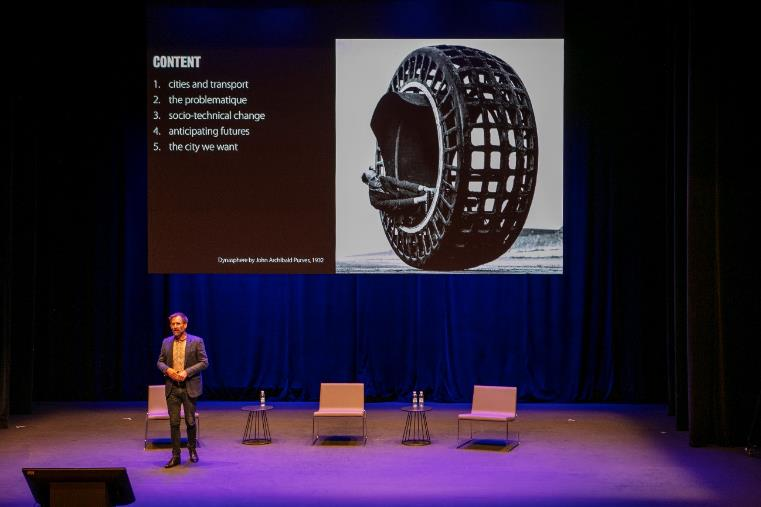 CONTENT
1. cities and transport
2. the problematique
3. socio-technical change
4. anticipating futures
5. the city we want
Dynasphere by John Archibald Purves, 1932